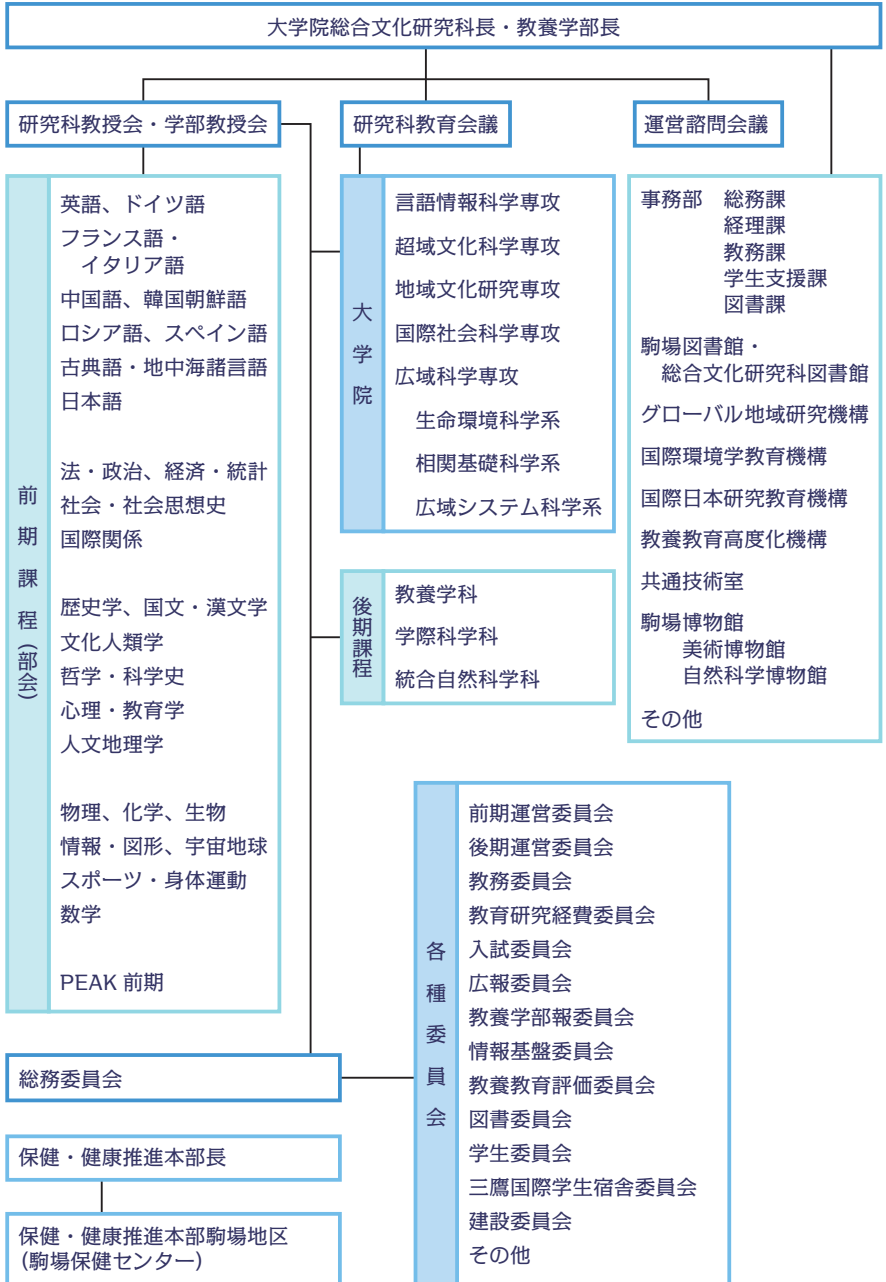 大学院総合文化研究科長・教養学部長
研究科教授会・学部教授会
研究科教育会議
運営諮問会議
前期課程(部会)
英語、ドイツ語
フランス語・
イタリア語
中国語、韓国朝鮮語
ロシア語、スペイン語
古典語・地中海諸言語
日本語
法・政治、経済・統計
社会・社会思想史
国際関係
歴史学、国文・漢文学
文化人類学
哲学・科学史
心理・教育学
人文地理学
物理、化学、生物
情報・図形、宇宙地球
スポーツ・身体運動
数学
PEAK 前期
大学院
言語情報科学専攻
超域文化科学専攻
地域文化研究専攻
国際社会科学専攻
広域科学専攻
生命環境科学系
相関基礎科学系
広域システム科学系
後期課程
教養学科
学際科学科
統合自然科学科
事務部 総務課
経理課
教務課
学生支援課
図書課
駒場図書館・
総合文化研究科図書館
グローバル地域研究機構
国際環境学教育機構
国際日本研究教育機構
教養教育高度化機構
共通技術室
駒場博物館
美術博物館
自然科学博物館
その他
総務委員会
各種委員会
前期運営委員会
後期運営委員会
教務委員会
教育研究経費委員会
入試委員会
広報委員会
教養学部報委員会
情報基盤委員会
教養教育評価委員会
図書委員会
学生委員会
三鷹国際学生宿舎委員会
建設委員会
その他
保健・健康推進本部長
保健・健康推進本部駒場地区
(駒場保健センター)